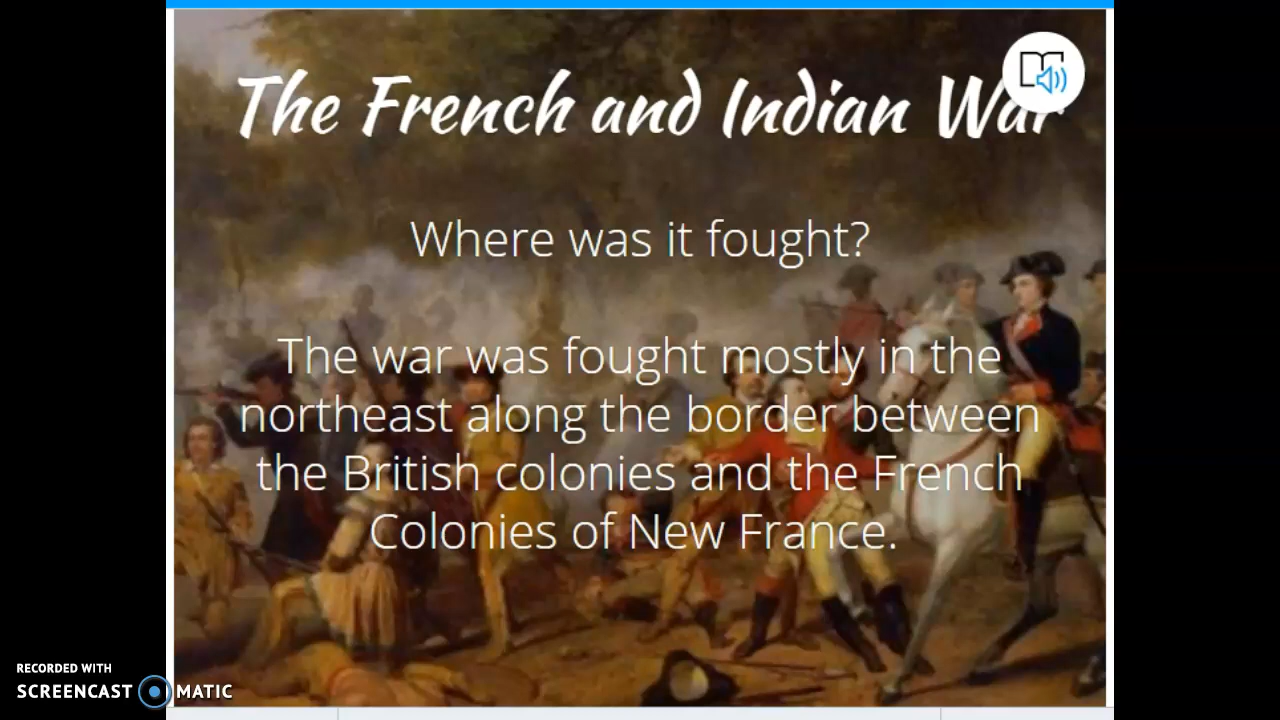 The French and Indian War
Where was it fought?
The war was fought mostly in the
northeast along the border between
the British colonies and the French
Colonies of New France.
RECORDED WITH
SCREENCAST MATIC